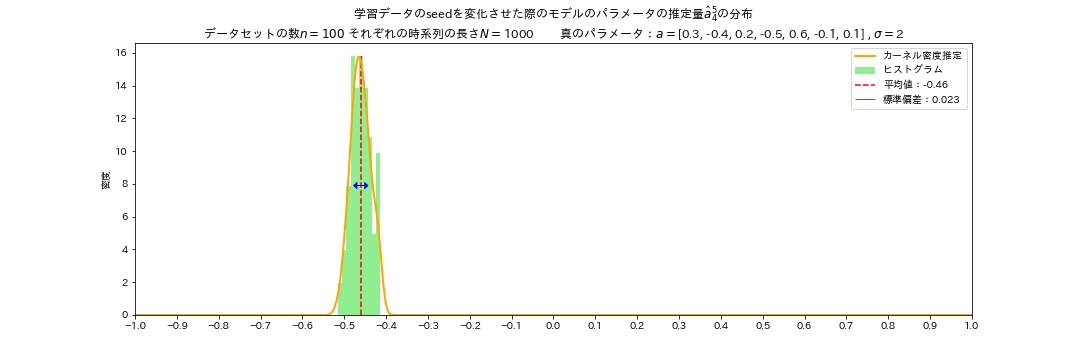 学習データのseedを変化させた際のモデルのパラメータの推定量$\hat{a}_4^5$の分布
データセットの数n = 100 それぞれの時系列の長さN = 1000 真のパラメータ：a = [0.3, -0.4, 0.2, -0.5, 0.6, -0.1, 0.1] , σ = 2
カーネル密度推定
ヒストグラム
平均値：-0.46
標準偏差：0.023
密度
16
14
12
10
8
6
4
2
0
−1.0 −0.9 −0.8 −0.7 −0.6 −0.5 −0.4 −0.3 −0.2 −0.1 0.0 0.1 0.2 0.3 0.4 0.5 0.6 0.7 0.8 0.9 1.0